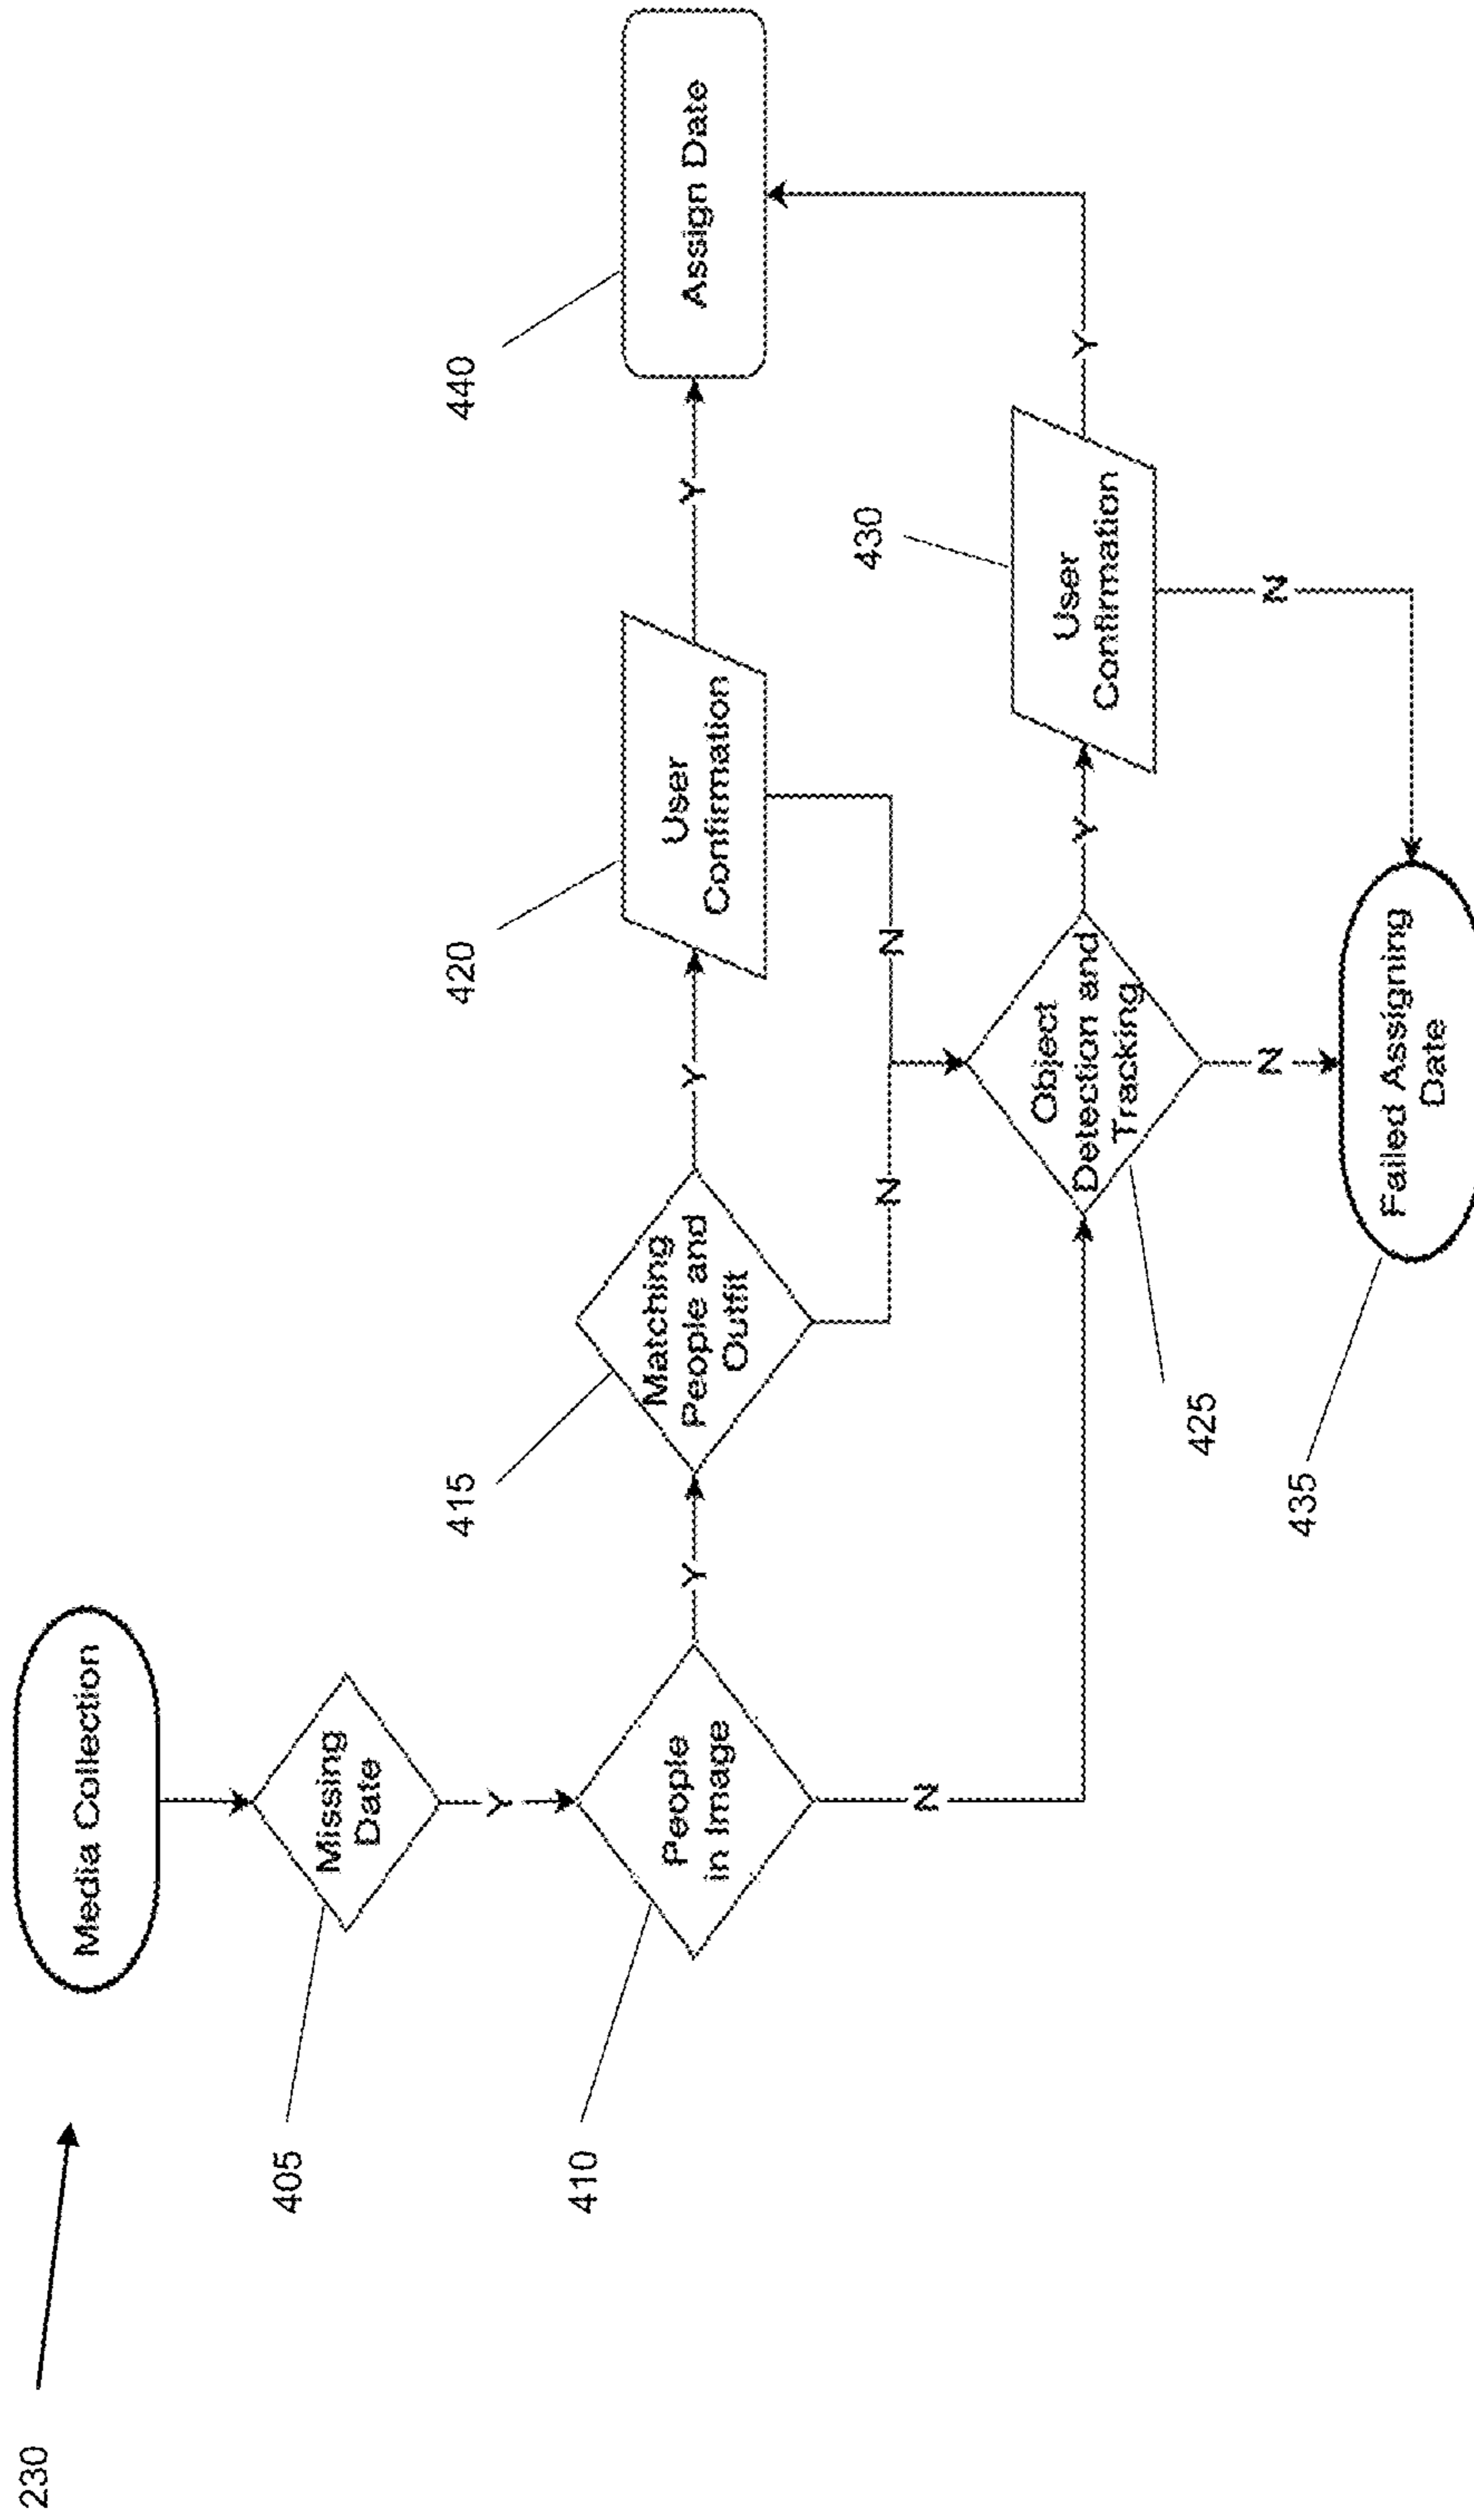 230
Media Collection
405
Missing
Date
Y
410
People
in Image
Y
N
415
Matching
People and
Outfit
Y
N
420
User
Confirmation
Y
N
440
Assign Date
425
Object
Detection and
Tracking
Y
N
430
User
Confirmation
Y
N
435
Failed Assigning
Date